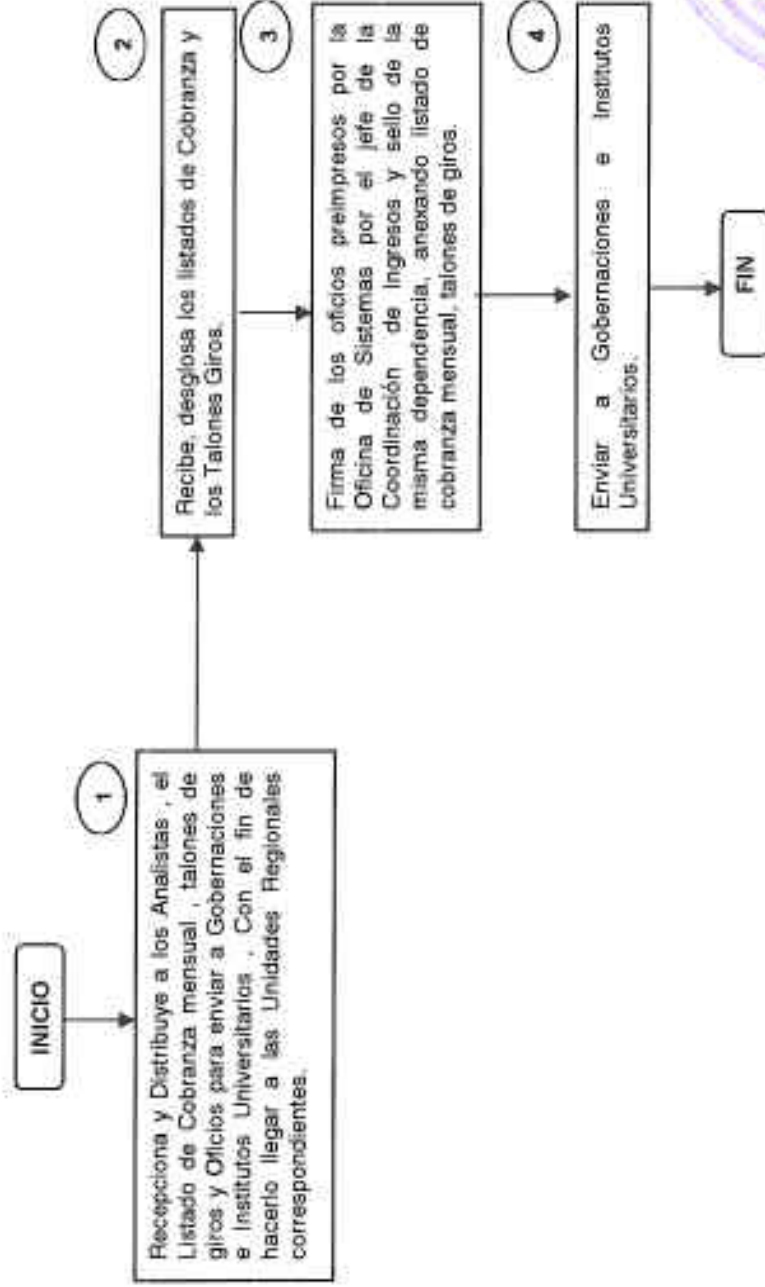 INICIO
1
Recepciona y Distribuye a los Analistas , el
Listado de Cobranza mensual , talones de
giros y Oficios para enviar a Gobernaciones
e Institutos Universitarios , Con el fin de
hacerlo llegar a las Unidades Regionales
correspondientes.
2
Recibe, desglosa los listados de Cobranza y
los Talones Giros.
3
Firma de los oficios preimpresos por la
Oficina de Sistemas por el jefe de la
Coordinación de Ingresos y sello de la
misma dependencia, anexando listado de
cobranza mensual, talones de giros.
4
Enviar a Gobernaciones e Institutos
Universitarios.
FIN